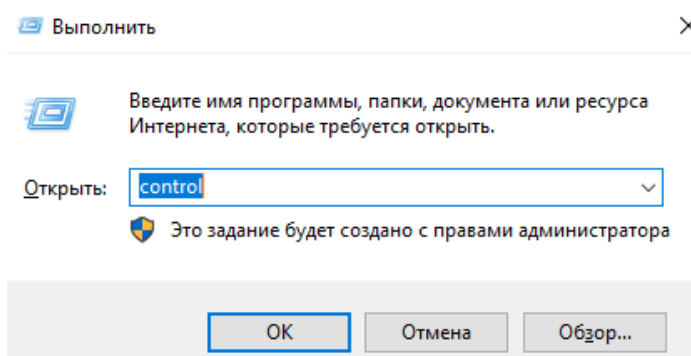 Выполнить
Введите имя программы, папки, документа или ресурса
Интернета, которые требуется открыть.
Открыть: control
Это задание будет создано с правами администратора
ОК Отмена Обзор...